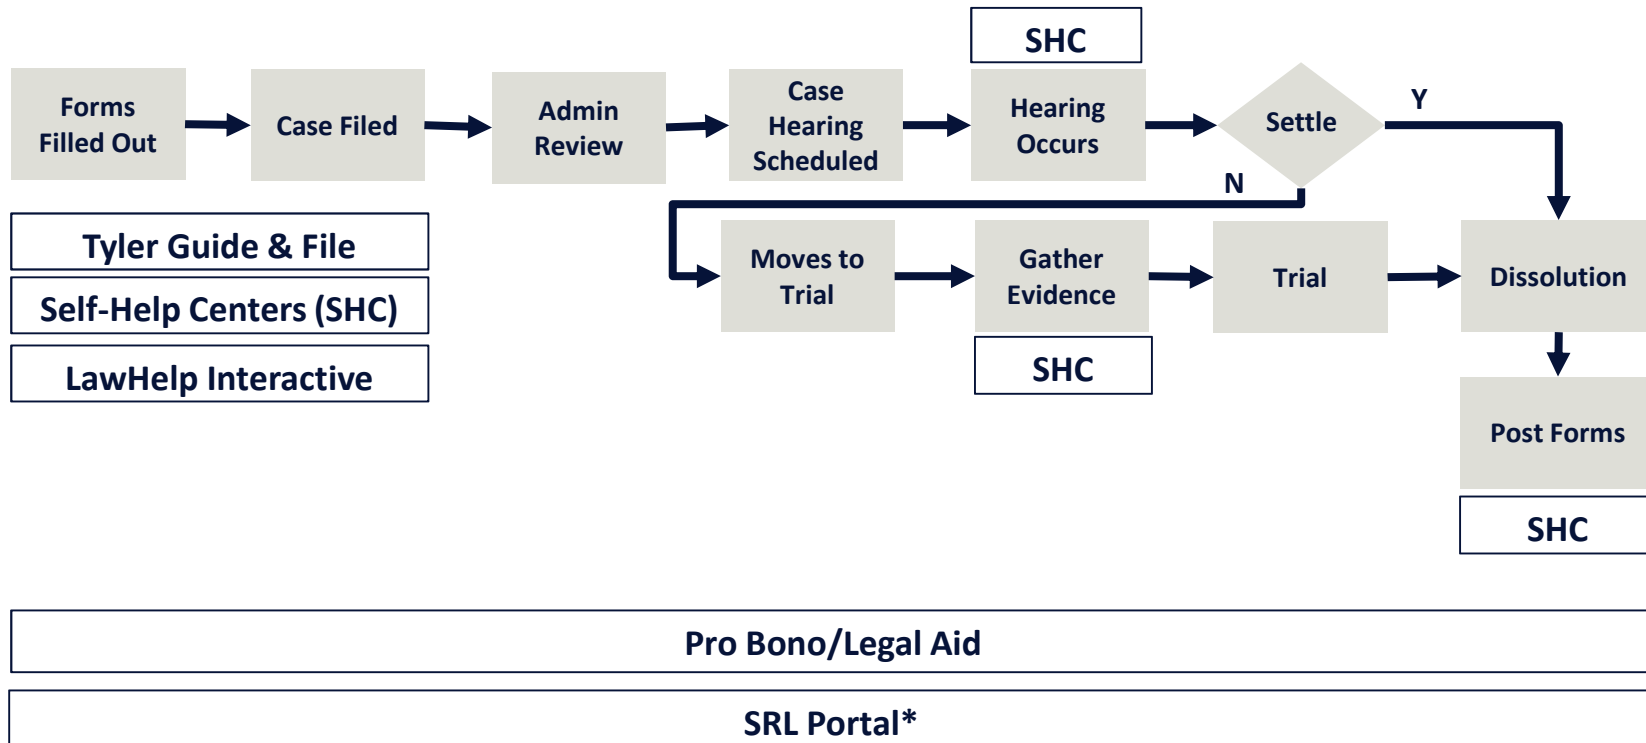 SHC
Forms
Filled Out
Case Filed
Admin
Review
Case
Hearing
Scheduled
Hearing
Occurs
Settle
Y
N
Moves to
Trial
Gather
Evidence
Trial
Dissolution
Tyler Guide & File
Self-Help Centers (SHC)
LawHelp Interactive
SHC
Post Forms
SHC
Pro Bono/Legal Aid
SRL Portal*